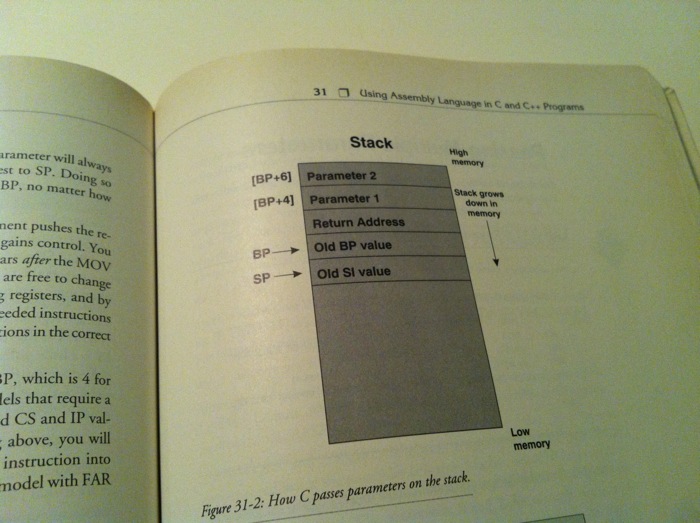 arameter will always
est to SP. Doing so
BP, no matter how
nent pushes the re-
gains control. You
ars after the MOV
are free to change
g registers, and by
eeded instructions
tions in the correct
BP, which is 4 for
dels that require a
d CS and IP val-
g above, you will
instruction into
model with FAR
31 ❐ Using Assembly Language in C and C++ Programs
Stack
High
memory
[BP+6] Parameter 2
[BP+4] Parameter 1
Stack grows
down in
memory
Return Address
BP → Old BP value
SP → Old SI value
Low
memory
Figure 31-2: How C passes parameters on the stack.